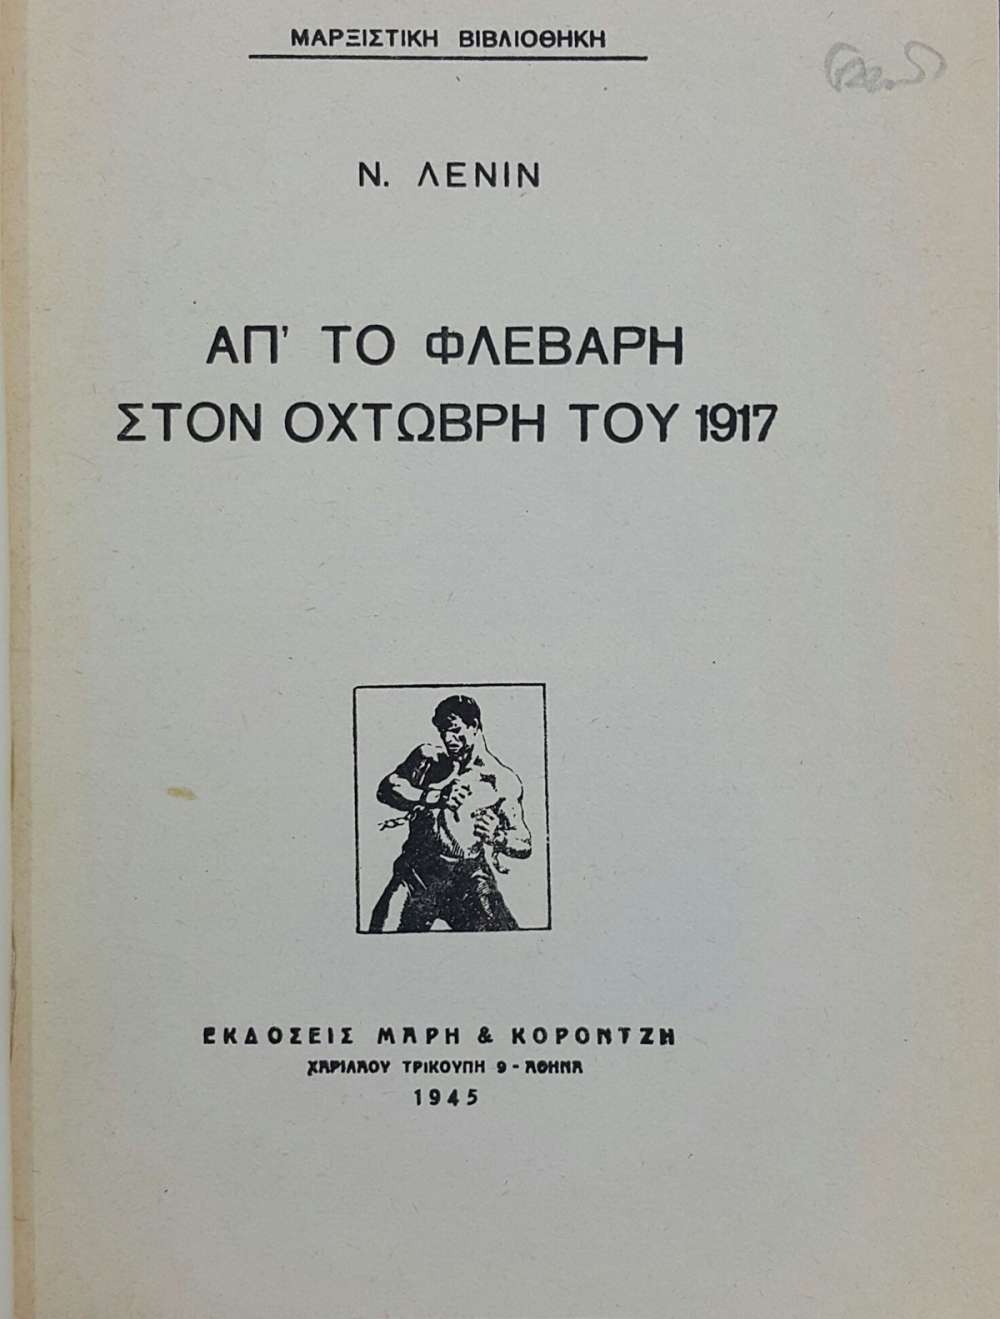 ΜΑΡΞΙΣΤΙΚΗ ΒΙΒΛΙΟΘΗΚΗ
Ν. ΛΕΝΙΝ
ΑΠ' ΤΟ ΦΛΕΒΑΡΗ
ΣΤΟΝ ΟΧΤΩΒΡΗ ΤΟΥ 1917
ΕΚΔΟΣΕΙΣ ΜΑΡΗ & ΚΟΡΟΝΤΖΗ
ΧΑΡΙΛΑΟΥ ΤΡΙΚΟΥΠΗ 9 - ΑΘΗΝΑ
1945